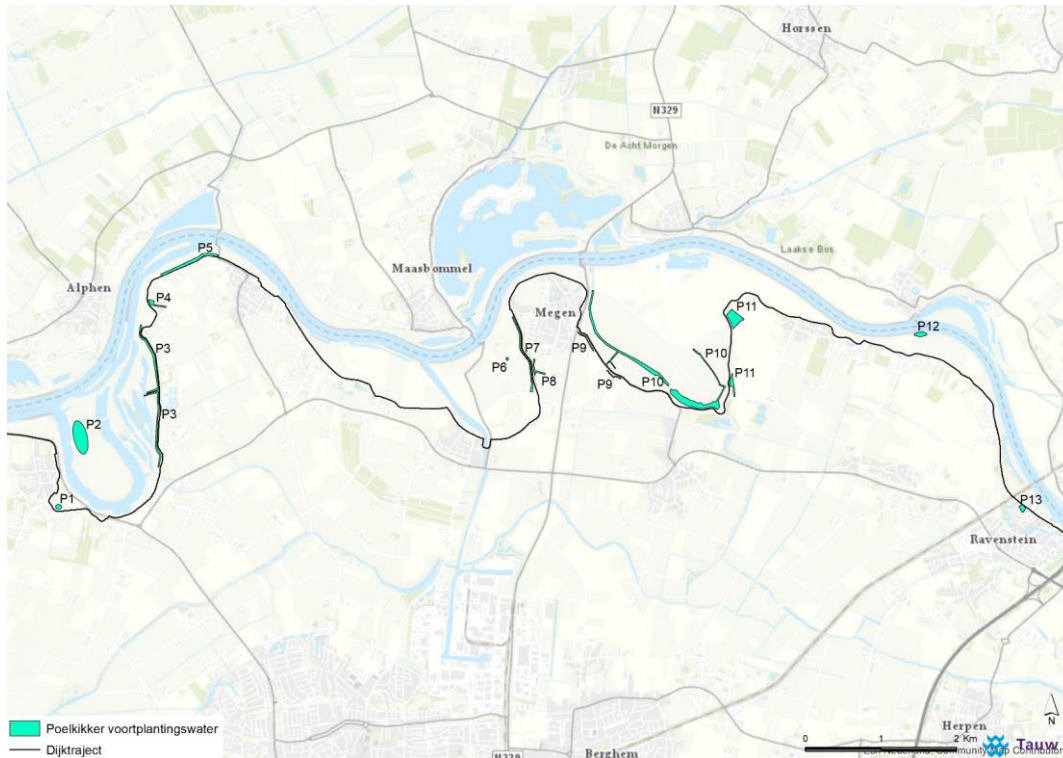 Horssen
N329
De Acht Morgen
Laakse Bos
P5
Maasbommel
Alphen
P4
P11
Megen
P12
P3
P9
P7
P10
P6
P8
P9
P10
P11
P3
P2
P1
P13
Ravenstein
Herpen
N
Poelkikker voortplantingswater
Dijktraject
0 1 2 Km
Tauw
Berghem
N329